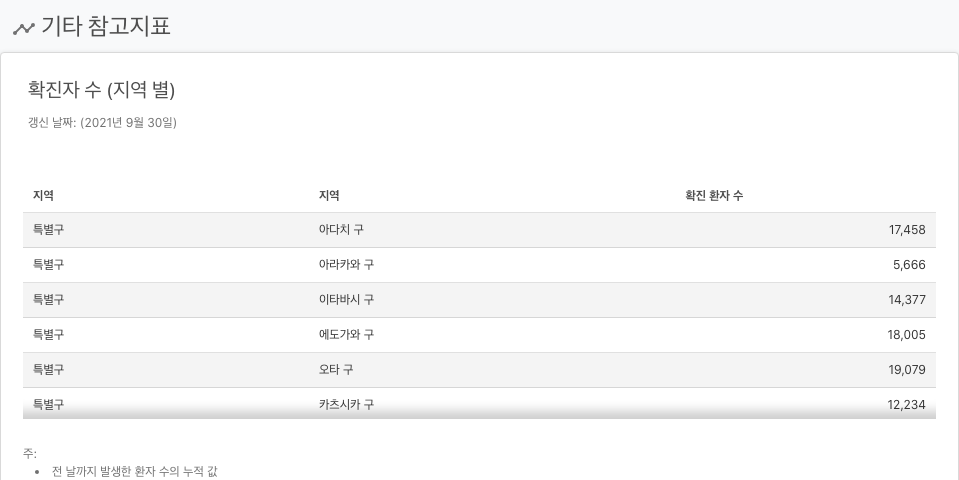 기타 참고지표
확진자 수 (지역 별)
갱신 날짜: (2021년 9월 30일)
지역 지역 확진 환자 수
특별구 아다치 구 17,458
특별구 아라카와 구 5,666
특별구 이타바시 구 14,377
특별구 에도가와 구 18,005
특별구 오타 구 19,079
특별구 카츠시카 구 12,234
주:
• 전 날까지 발생한 환자 수의 누적 값